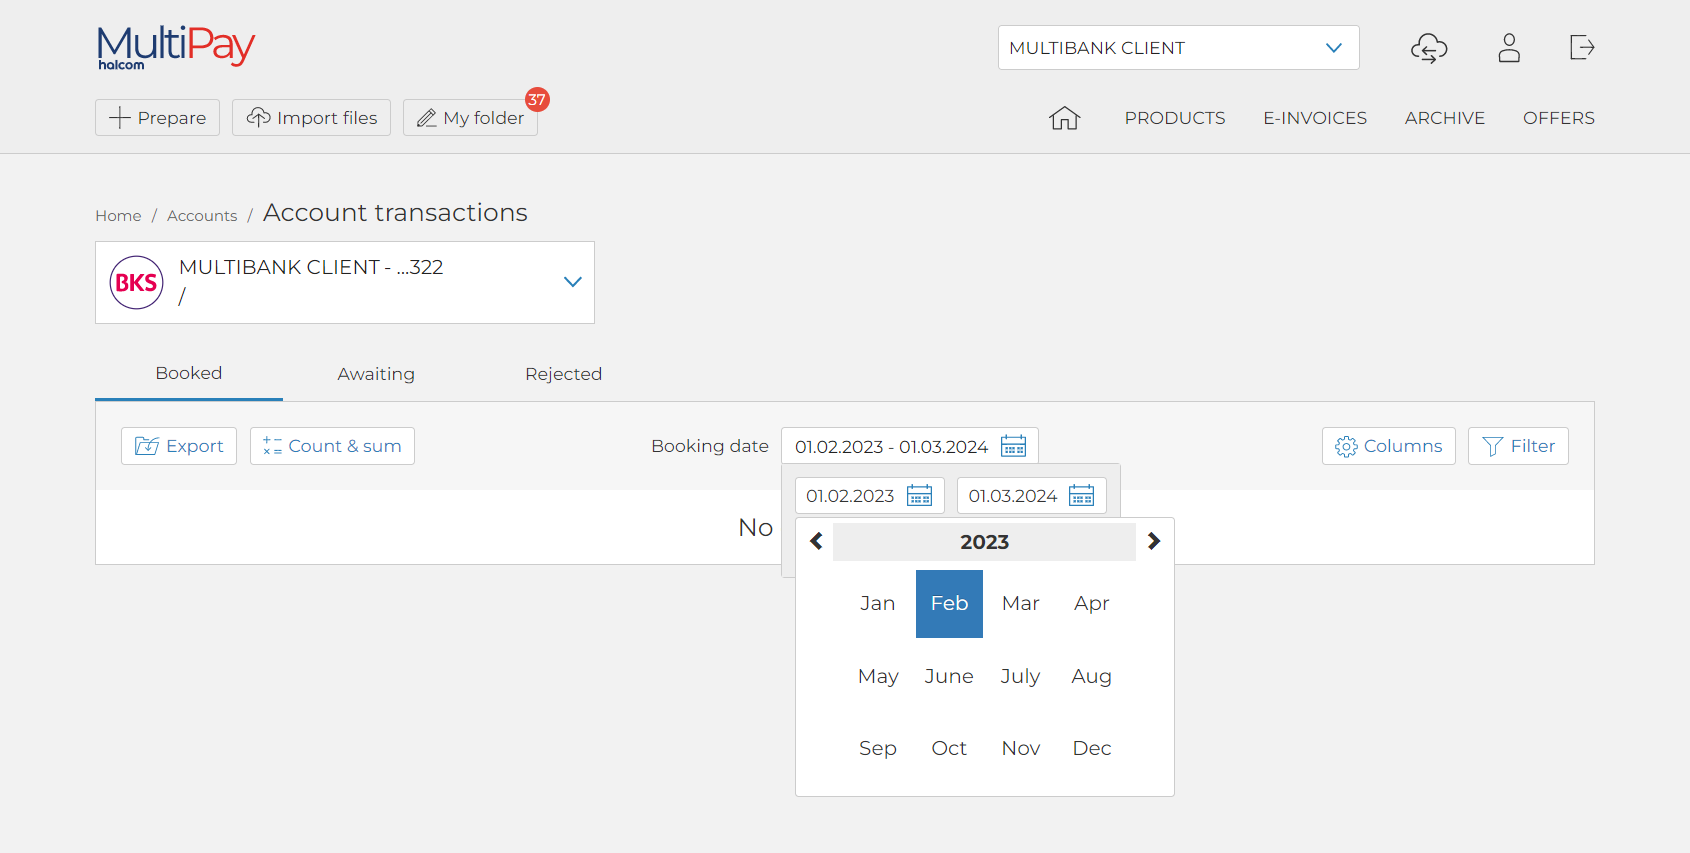 MultiPay
halcom
MULTIBANK CLIENT
Prepare
Import files
My folder
37
PRODUCTS
E-INVOICES
ARCHIVE
OFFERS
Home / Accounts / Account transactions
BKS
MULTIBANK CLIENT - ...322
/
Booked
Awaiting
Rejected
Export
Count & sum
Booking date
01.02.2023 - 01.03.2024
Columns
Filter
01.02.2023
01.03.2024
No
2023
Jan Feb Mar Apr
May June July Aug
Sep Oct Nov Dec